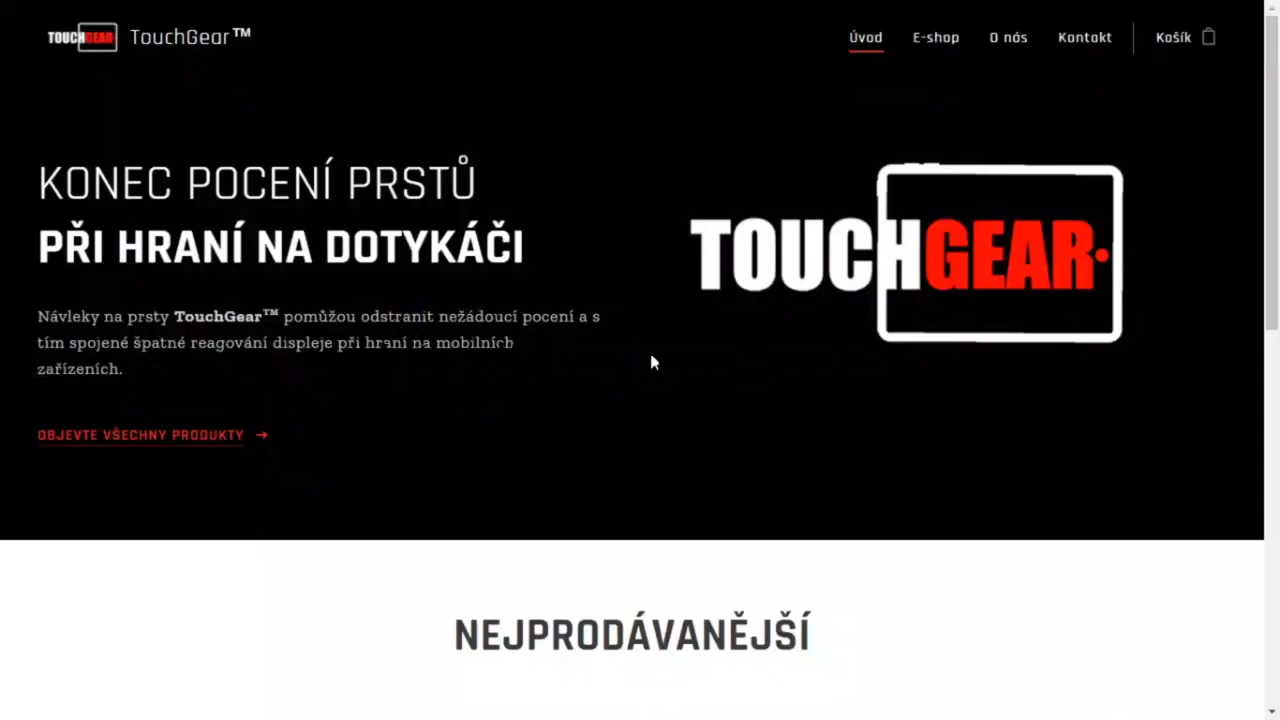 TOUCHGEAR TouchGear™
Úvod E-shop O nás Kontakt Košík
KONEC POCENÍ PRSTŮ
PŘI HRANÍ NA DOTYKÁČI
Návleky na prsty TouchGear™ pomůžou odstranit nežádoucí pocení a s
tím spojené špatné reagování displeje při hraní na mobilních
zařízeních.
OBJEVTE VŠECHNY PRODUKTY →
TOUCHGEAR
NEJPRODÁVANĚJŠÍ